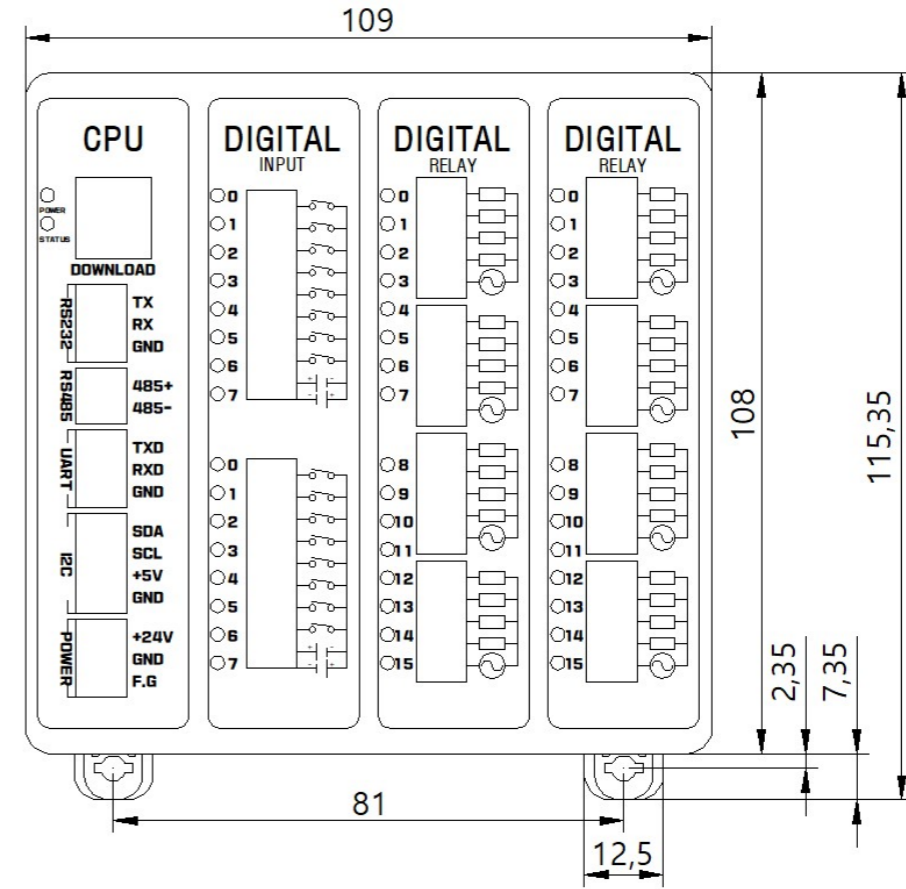 109
CPU
POWER
STATUS
DOWNLOAD
RS232
TX
RX
GND
RS485
485+
485-
UART
TXD
RXD
GND
I2C
SDA
SCL
+5V
GND
POWER
+24V
GND
F.G
DIGITAL
INPUT
0
1
2
3
4
5
6
7
+ -
0
1
2
3
4
5
6
7
+ -
DIGITAL
RELAY
0
1
2
3
4
5
6
7
8
9
10
11
12
13
14
15
DIGITAL
RELAY
0
1
2
3
4
5
6
7
8
9
10
11
12
13
14
15
108
115,35
2,35
7,35
81
12,5